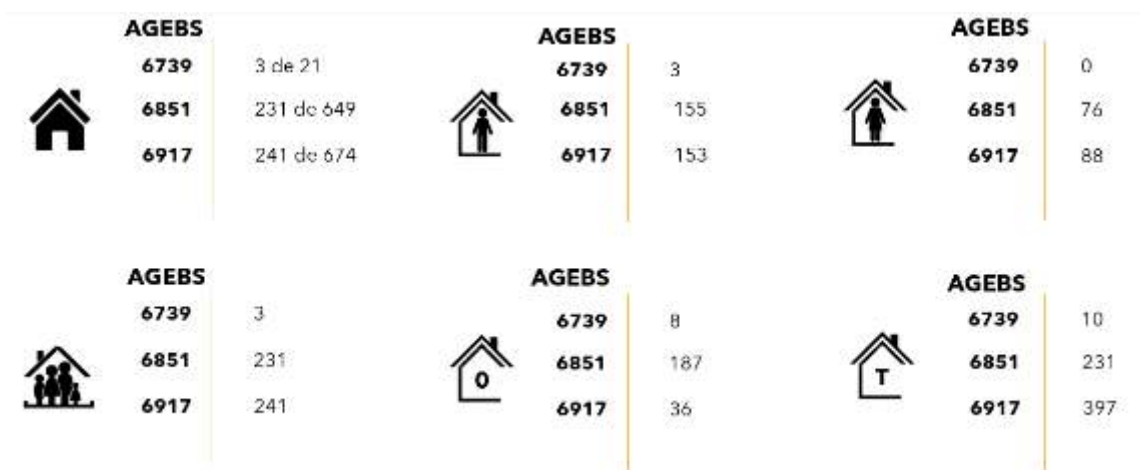 AGEBS
6739 3 de 21
6851 231 de 649
6917 241 de 674
AGEBS
6739 3
6851 155
6917 153
AGEBS
6739 0
6851 76
6917 88
AGEBS
6739 3
6851 231
6917 241
AGEBS
6739 8
6851 187
6917 36
0
AGEBS
6739 10
6851 231
6917 397
T